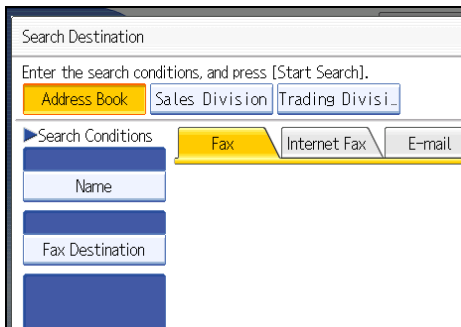 Search Destination
Enter the search conditions, and press [Start Search].
Address Book Sales Division Trading Divisi...
▶Search Conditions Fax Internet Fax E-mail
Name
Fax Destination